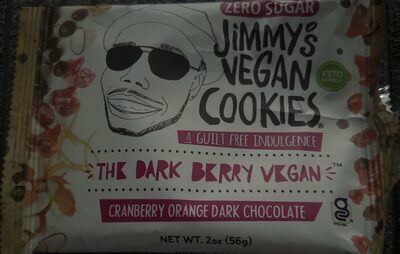 ZERO SUGAR
JiMMY'S
VEGAN
COOKIES®
KETO
A GUILT FREE INDULGENCE
THE DARK BERRY VEGAN™
CRANBERRY ORANGE DARK CHOCOLATE
NET WT. 2oz (56g)